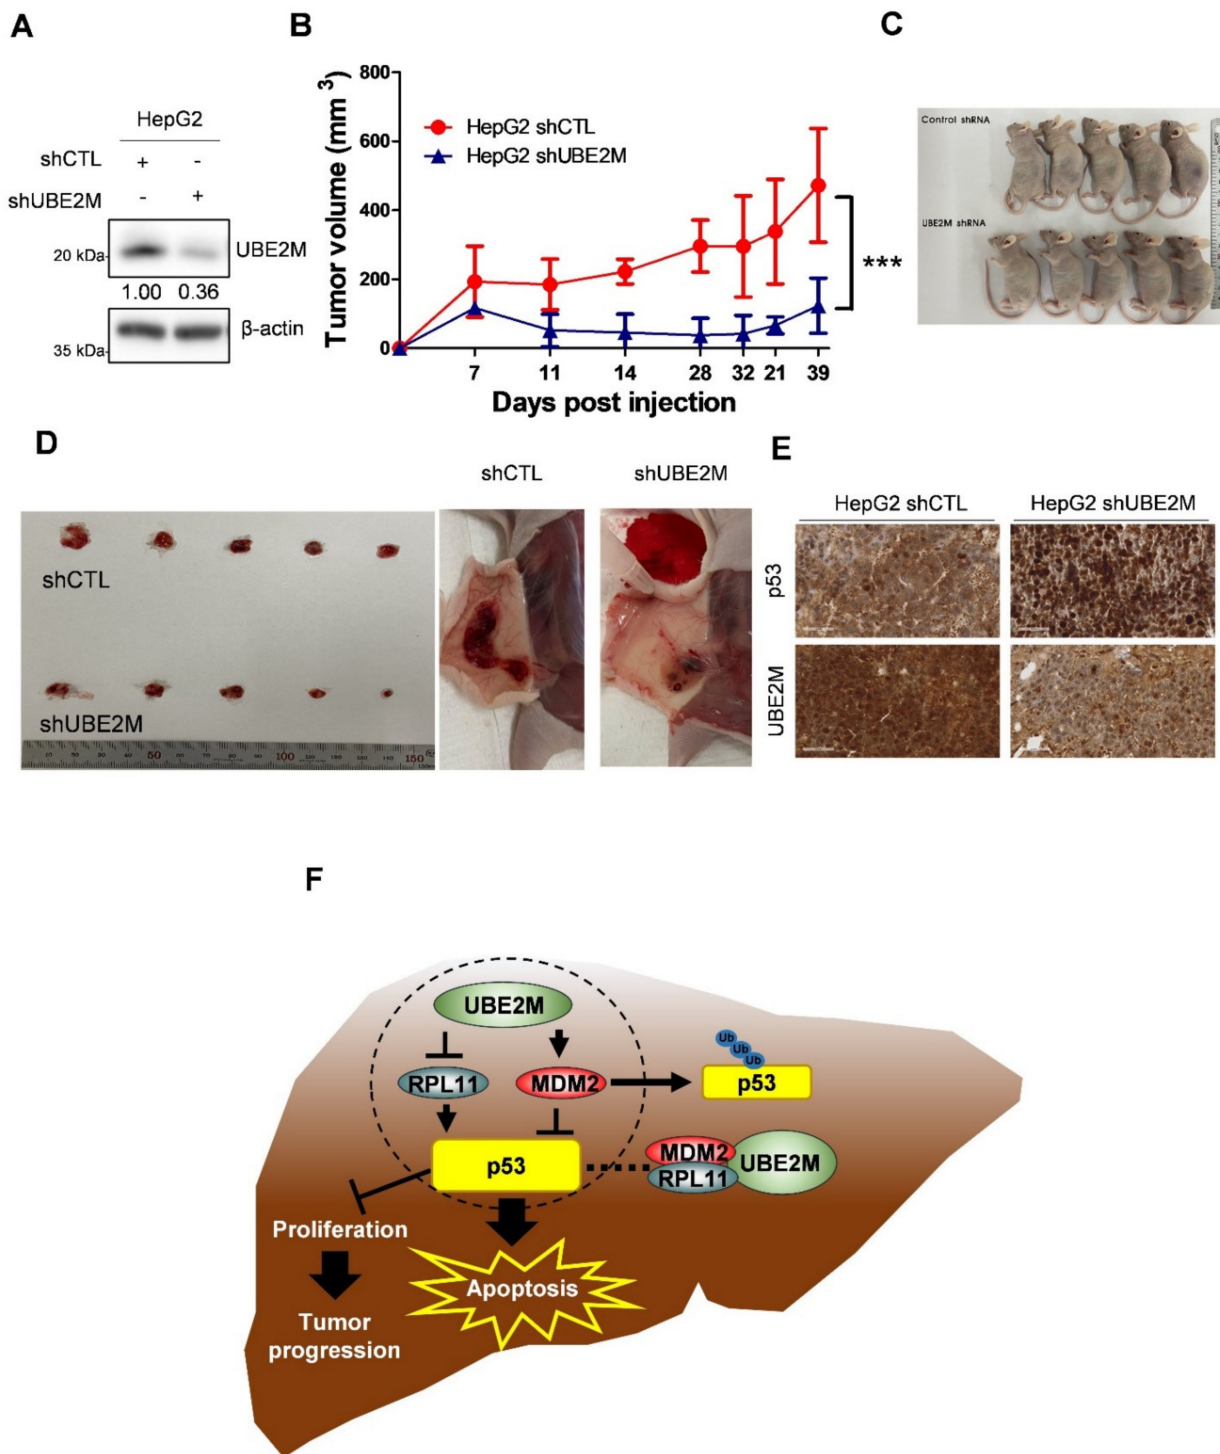 A
HepG2
shCTL + -
shUBE2M - +
20 kDa- UBE2M
1.00 0.36
β-actin
35 kDa-
B
Tumor volume (mm 3)
800
600
400
200
0
HepG2 shCTL
HepG2 shUBE2M
***
7 11 14 28 32 21 39
Days post injection
C
Control shRNA
UBE2M shRNA
D
shCTL
shUBE2M
50 100 150
shCTL shUBE2M
E
HepG2 shCTL HepG2 shUBE2M
p53
UBE2M
F
UBE2M
RPL11 MDM2
p53
Ub
Ub
Ub
p53
MDM2
RPL11
UBE2M
Proliferation
Tumor
progression
Apoptosis